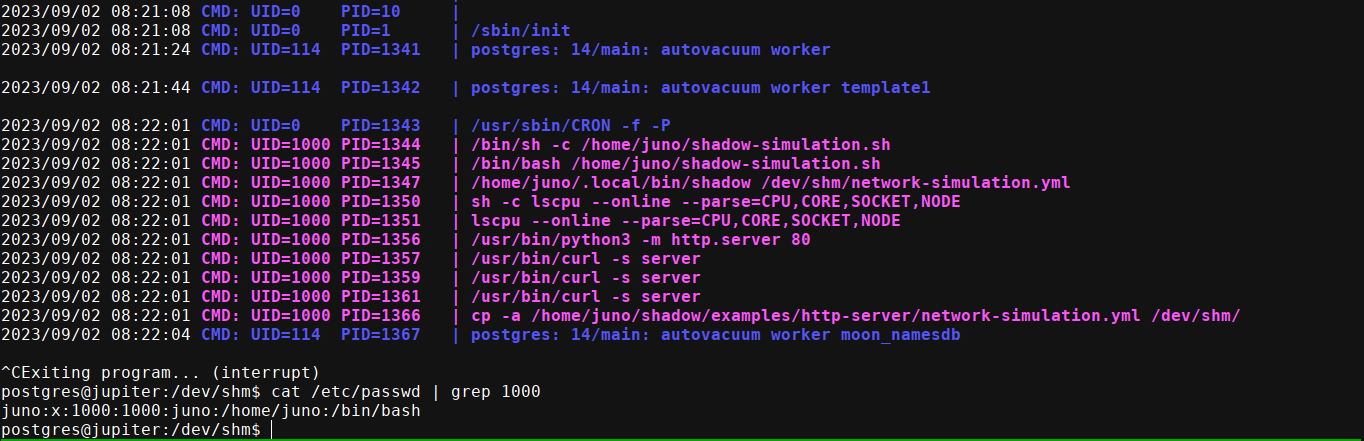 2023/09/02 08:21:08 CMD: UID=0    PID=10     |
2023/09/02 08:21:08 CMD: UID=0    PID=1      | /sbin/init
2023/09/02 08:21:24 CMD: UID=114  PID=1341   | postgres: 14/main: autovacuum worker
2023/09/02 08:21:44 CMD: UID=114  PID=1342   | postgres: 14/main: autovacuum worker template1
2023/09/02 08:22:01 CMD: UID=0    PID=1343   | /usr/sbin/CRON -f -P
2023/09/02 08:22:01 CMD: UID=1000 PID=1344   | /bin/sh -c /home/juno/shadow-simulation.sh
2023/09/02 08:22:01 CMD: UID=1000 PID=1345   | /bin/bash /home/juno/shadow-simulation.sh
2023/09/02 08:22:01 CMD: UID=1000 PID=1347   | /home/juno/.local/bin/shadow /dev/shm/network-simulation.yml
2023/09/02 08:22:01 CMD: UID=1000 PID=1350   | sh -c lscpu --online --parse=CPU,CORE,SOCKET,NODE
2023/09/02 08:22:01 CMD: UID=1000 PID=1351   | lscpu --online --parse=CPU,CORE,SOCKET,NODE
2023/09/02 08:22:01 CMD: UID=1000 PID=1356   | /usr/bin/python3 -m http.server 80
2023/09/02 08:22:01 CMD: UID=1000 PID=1357   | /usr/bin/curl -s server
2023/09/02 08:22:01 CMD: UID=1000 PID=1359   | /usr/bin/curl -s server
2023/09/02 08:22:01 CMD: UID=1000 PID=1361   | /usr/bin/curl -s server
2023/09/02 08:22:01 CMD: UID=1000 PID=1366   | cp -a /home/juno/shadow/examples/http-server/network-simulation.yml /dev/shm/
2023/09/02 08:22:04 CMD: UID=114  PID=1367   | postgres: 14/main: autovacuum worker moon_namesdb
^CExiting program... (interrupt)
postgres@jupiter:/dev/shm$ cat /etc/passwd | grep 1000
juno:x:1000:1000:juno:/home/juno:/bin/bash
postgres@jupiter:/dev/shm$